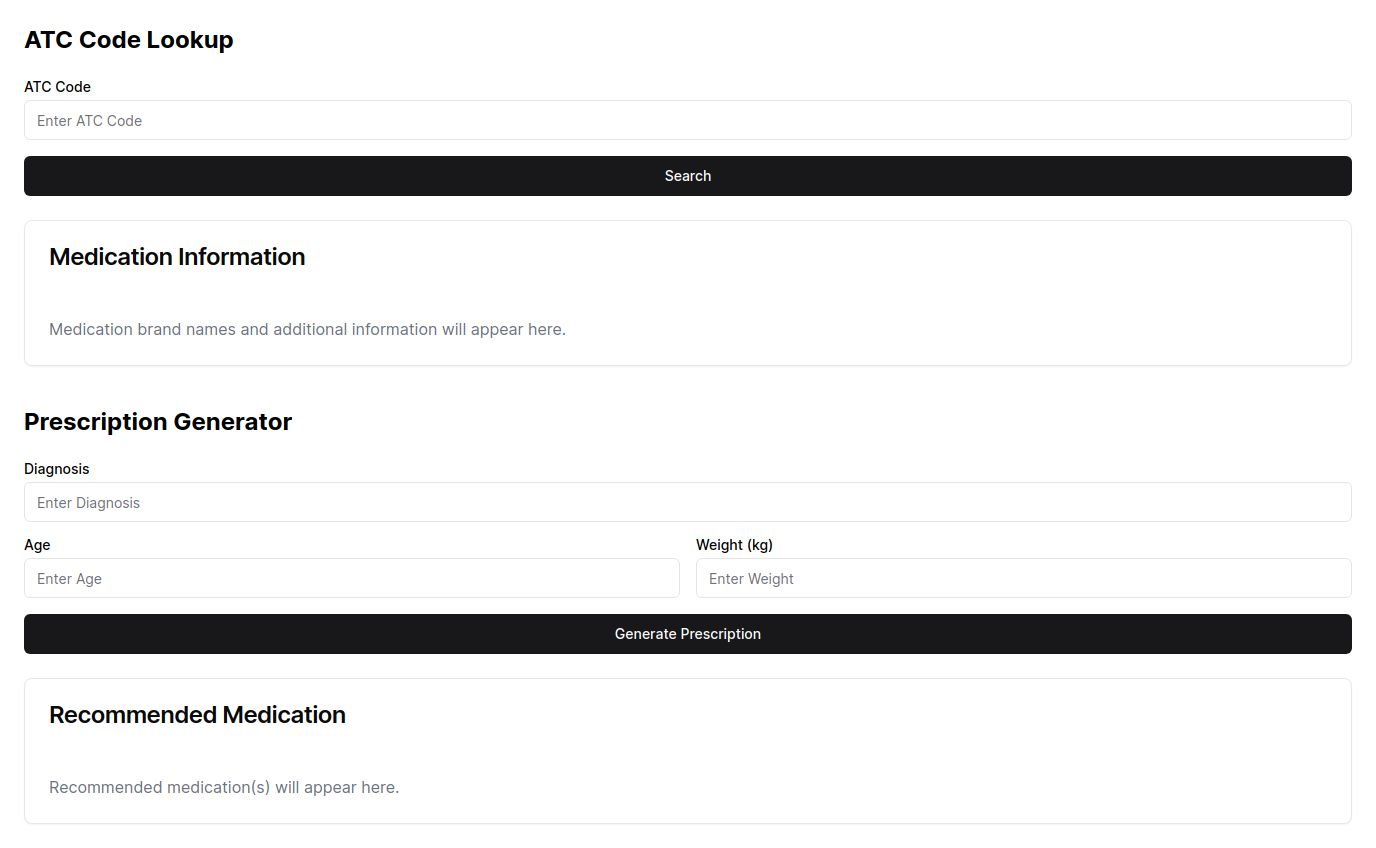 ATC Code Lookup
ATC Code
Enter ATC Code
Search
Medication Information
Medication brand names and additional information will appear here.
Prescription Generator
Diagnosis
Enter Diagnosis
Age
Weight (kg)
Enter Age
Enter Weight
Generate Prescription
Recommended Medication
Recommended medication(s) will appear here.